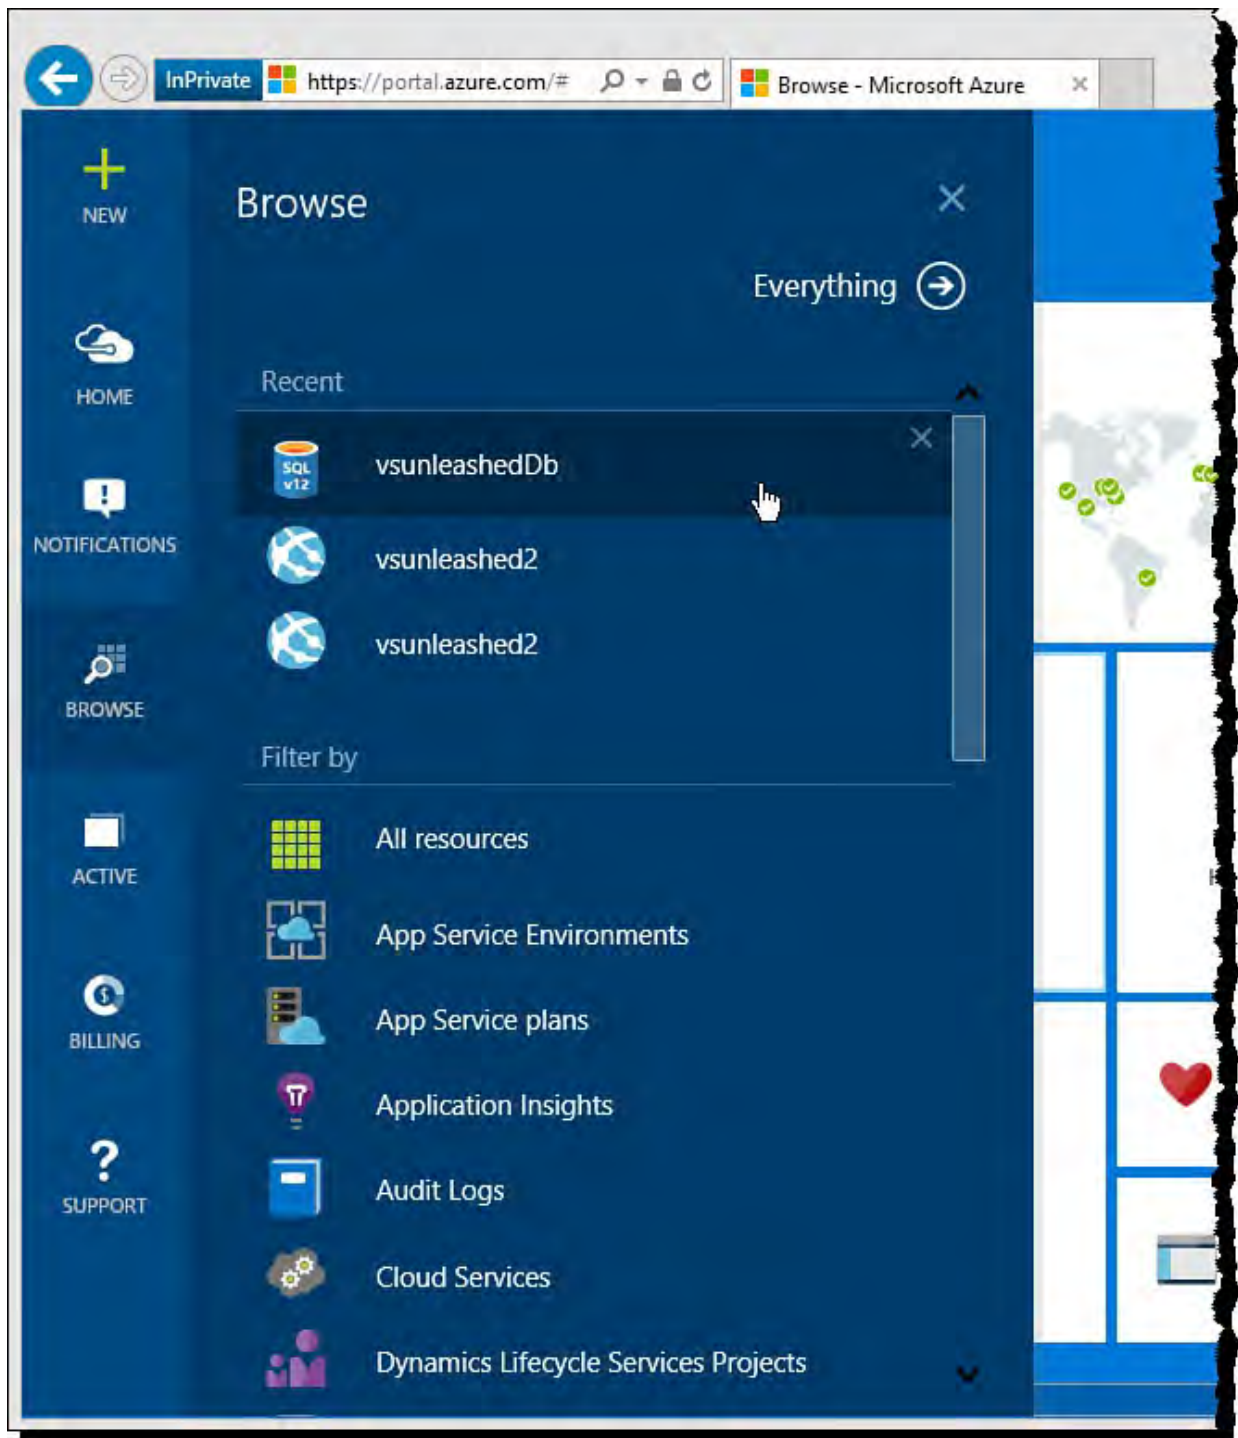 InPrivate https://portal.azure.com/# Browse - Microsoft Azure
NEW
HOME
NOTIFICATIONS
BROWSE
ACTIVE
BILLING
SUPPORT
Browse
Everything
Recent
SQL
v12
vsunleashedDb
vsunleashed2
vsunleashed2
Filter by
All resources
App Service Environments
App Service plans
Application Insights
Audit Logs
Cloud Services
Dynamics Lifecycle Services Projects